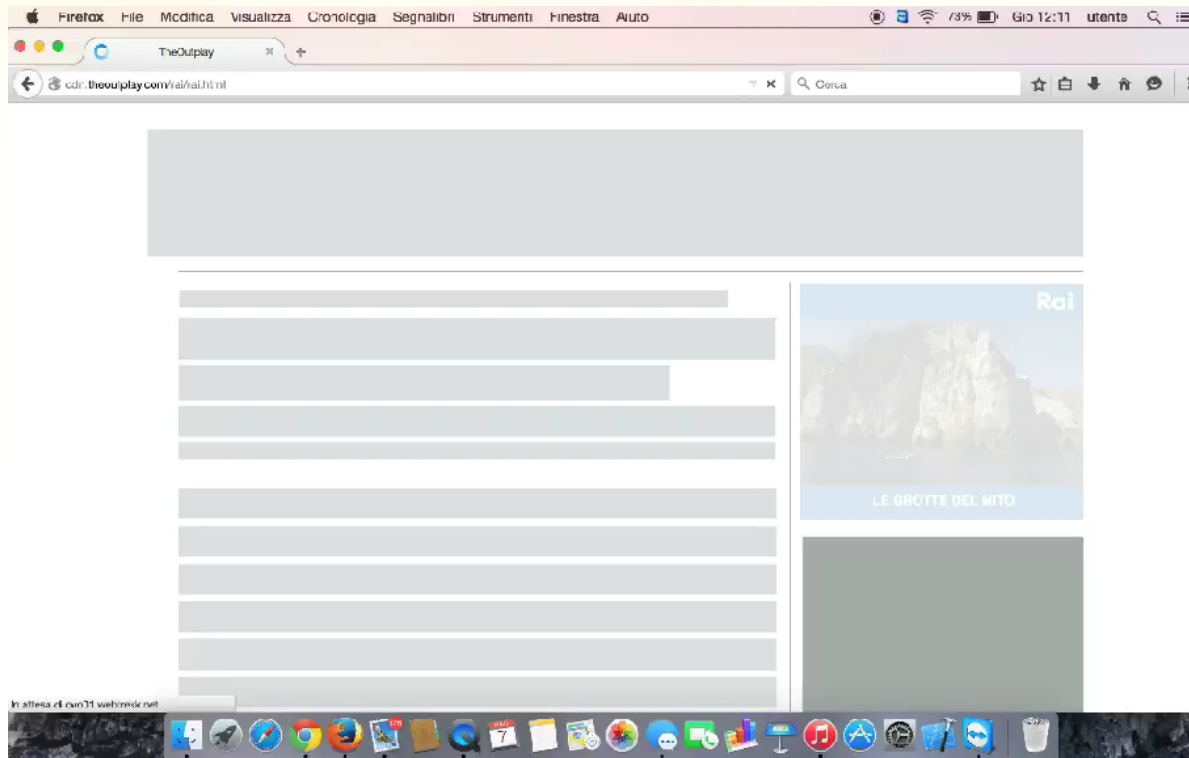 Firefox File Modifica Visualizza Cronologia Segnalibri Strumenti Finestra Aiuto 73% Gio 12:11 utente
TheOutplay
cdn.theoutplay.com/rai/rai.html Cerca
Rai
LE GROTTE DEL MITO
In attesa di
7